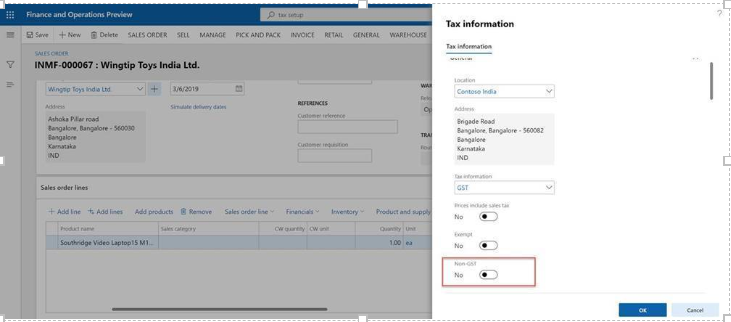 Finance and Operations Preview
tax setup
?
Save
New
Delete
SALES ORDER
SELL
MANAGE
PICK AND PACK
INVOICE
RETAIL
GENERAL
WAREHOUSE
SALES ORDER
INMF-000067 : Wingtip Toys India Ltd.
Wingtip Toys India Ltd.
3/6/2019
Address
Simulate delivery dates
Ashoka Pillar road
Bangalore, Bangalore - 560030
Bangalore
Karnataka
IND
REFERENCES
Customer reference
Customer requisition
WAR
Op
TRA
Sales order lines
Add line
Add lines
Add products
Remove
Sales order line
Financials
Inventory
Product and supply
Product name
Sales category
CW quantity
CW unit
Quantity
Unit
Southridge Video Laptop15 M1...
1.00
ea
Tax information
Tax information
General
Location
Contoso India
Address
Brigade Road
Bangalore, Bangalore - 560082
Bangalore
Karnataka
IND
Tax information
GST
Prices include sales tax
No
Exempt
No
Non-GST
No
OK
Cancel